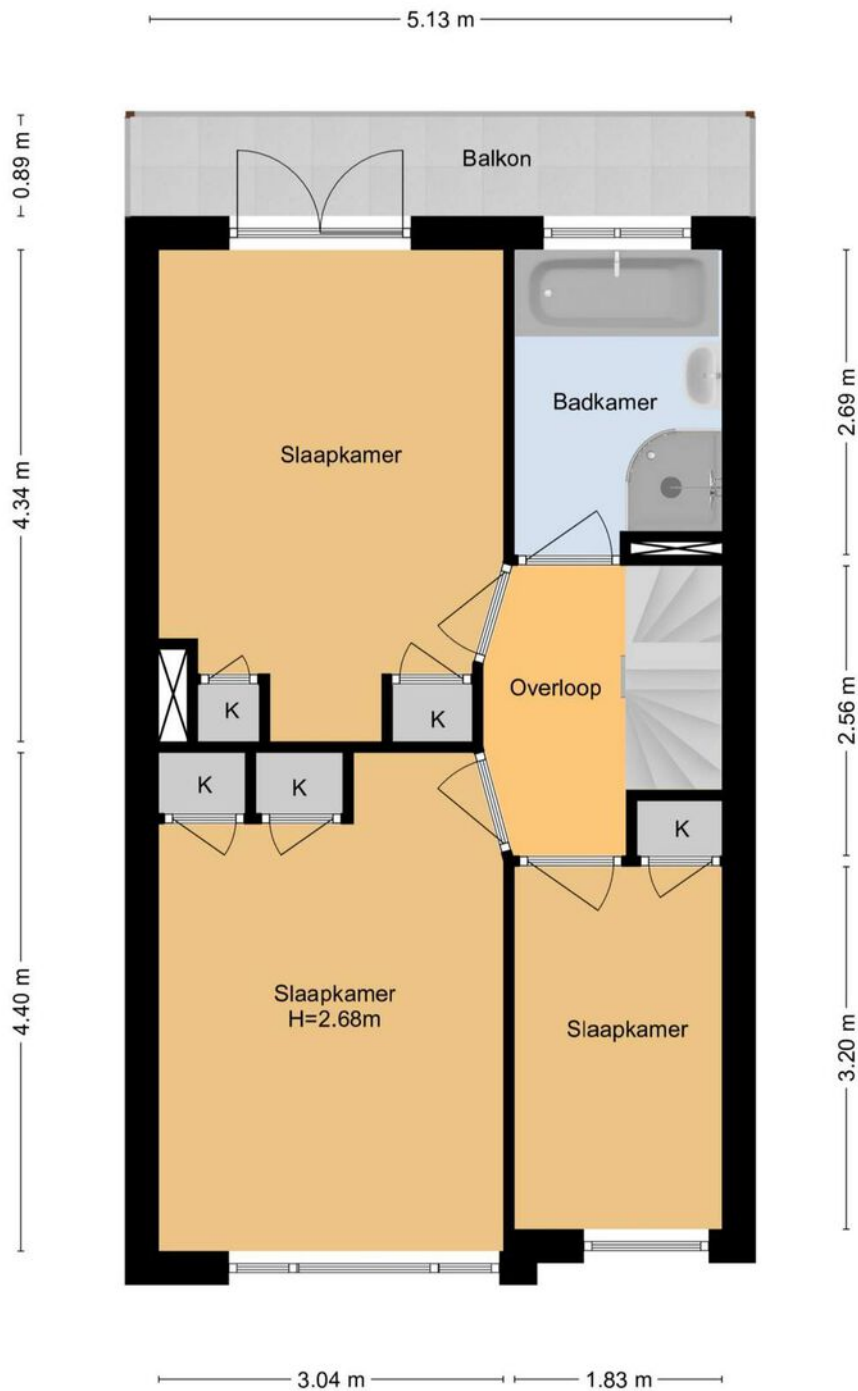 5.13 m
0.89 m
Balkon
4.34 m
2.69 m
Badkamer
Slaapkamer
Overloop
2.56 m
K
K
K
K
K
4.40 m
Slaapkamer
H=2.68m
Slaapkamer
3.20 m
3.04 m
1.83 m